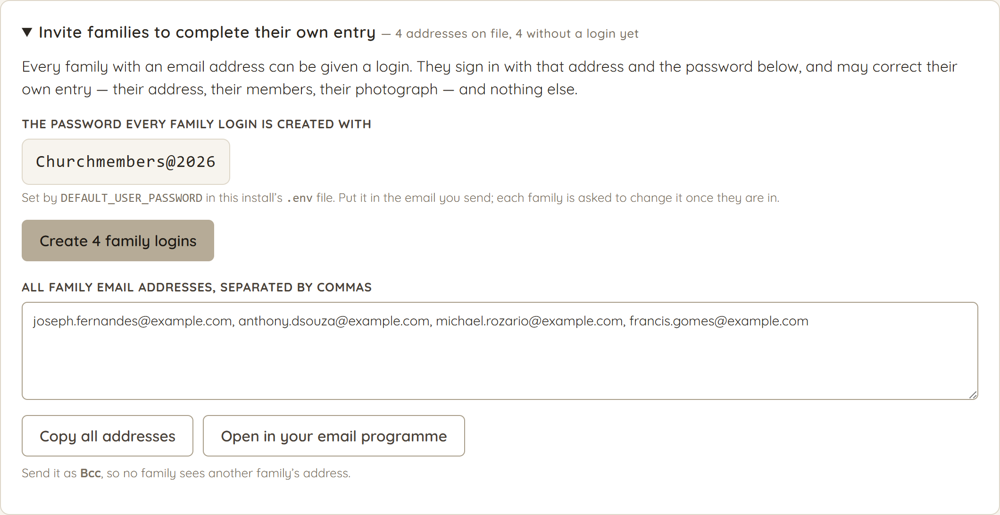 ▼ Invite families to complete their own entry — 4 addresses on file, 4 without a login yet
Every family with an email address can be given a login. They sign in with that address and the password below, and may correct their
own entry — their address, their members, their photograph — and nothing else.
THE PASSWORD EVERY FAMILY LOGIN IS CREATED WITH
Churchmembers@2026
Set by DEFAULT_USER_PASSWORD in this install’s .env file. Put it in the email you send; each family is asked to change it once they are in.
Create 4 family logins
ALL FAMILY EMAIL ADDRESSES, SEPARATED BY COMMAS
joseph.fernandes@example.com, anthony.dsouza@example.com, michael.rozario@example.com, francis.gomes@example.com
Copy all addresses
Open in your email programme
Send it as Bcc, so no family sees another family’s address.